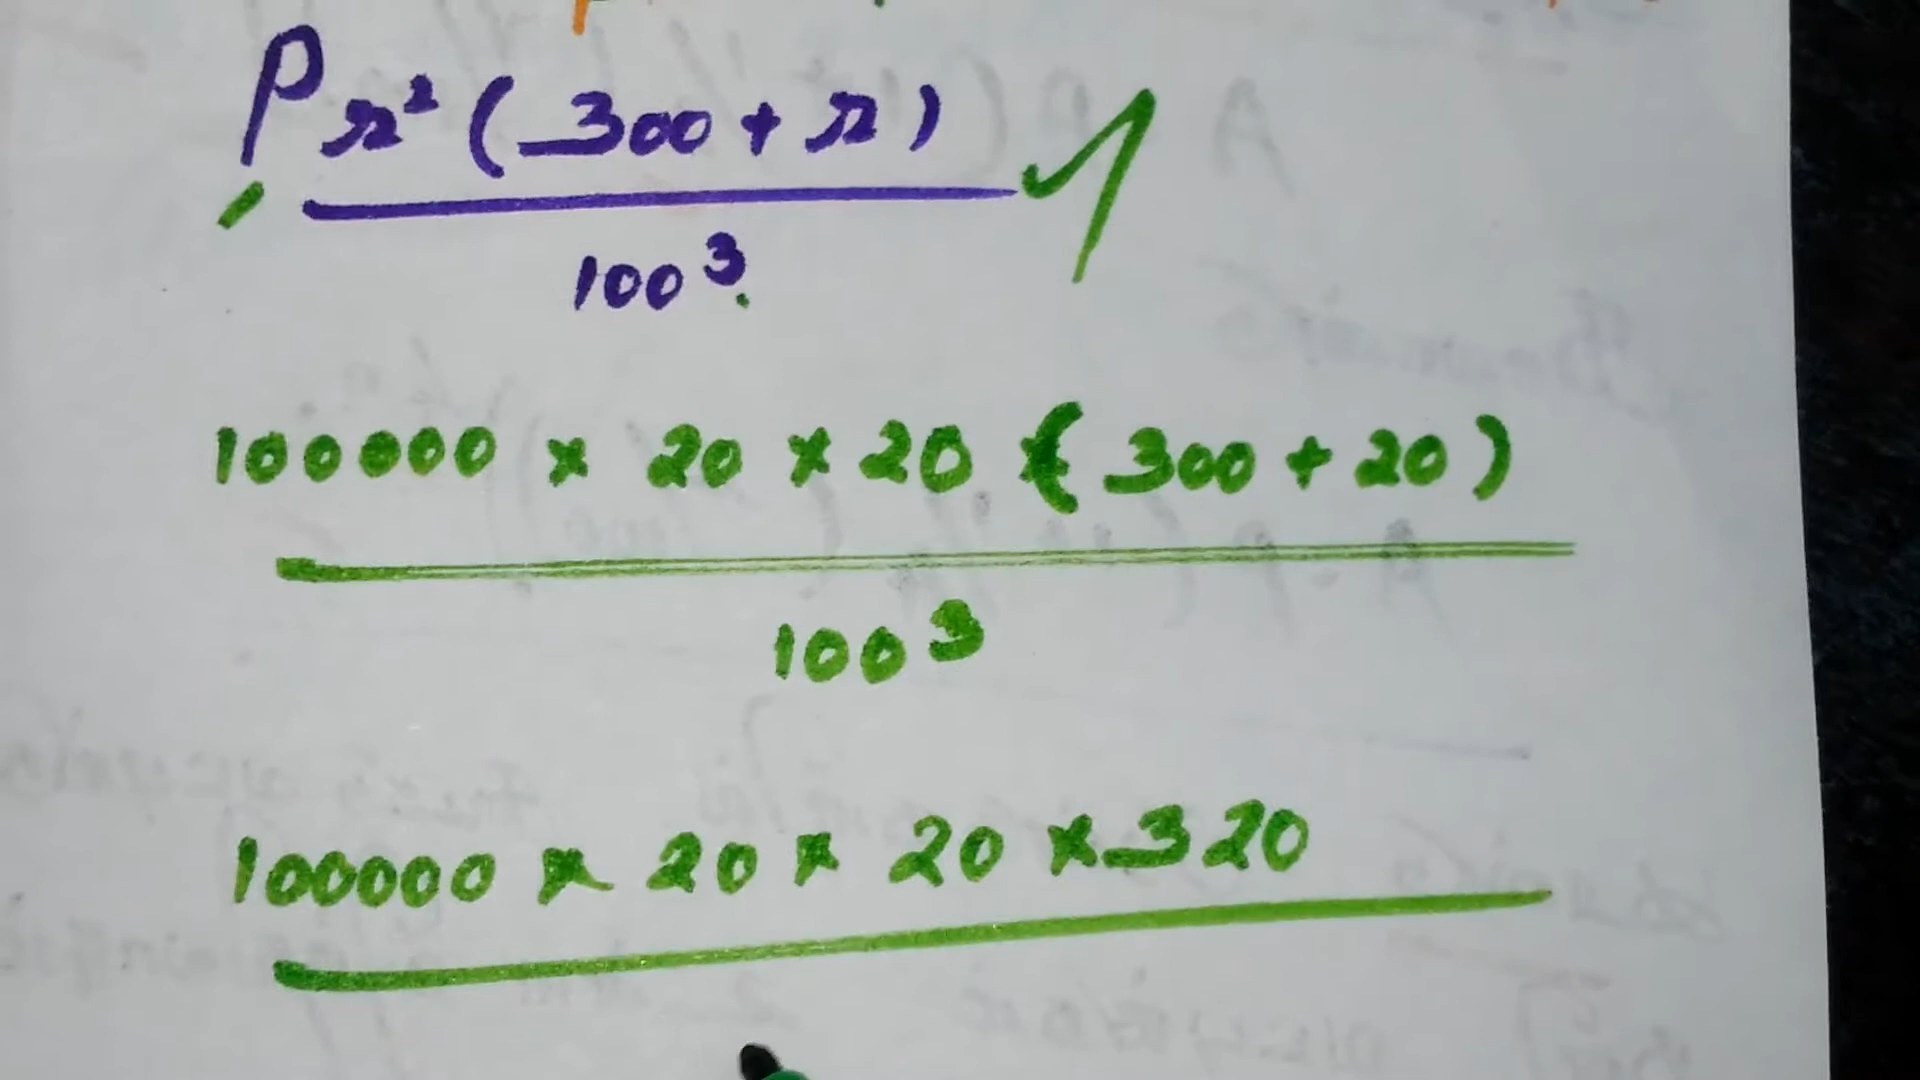 Pr² (300 + r)
100³
100000 × 20 × 20 × (300 + 20)
100³
100000 × 20 × 20 × 320